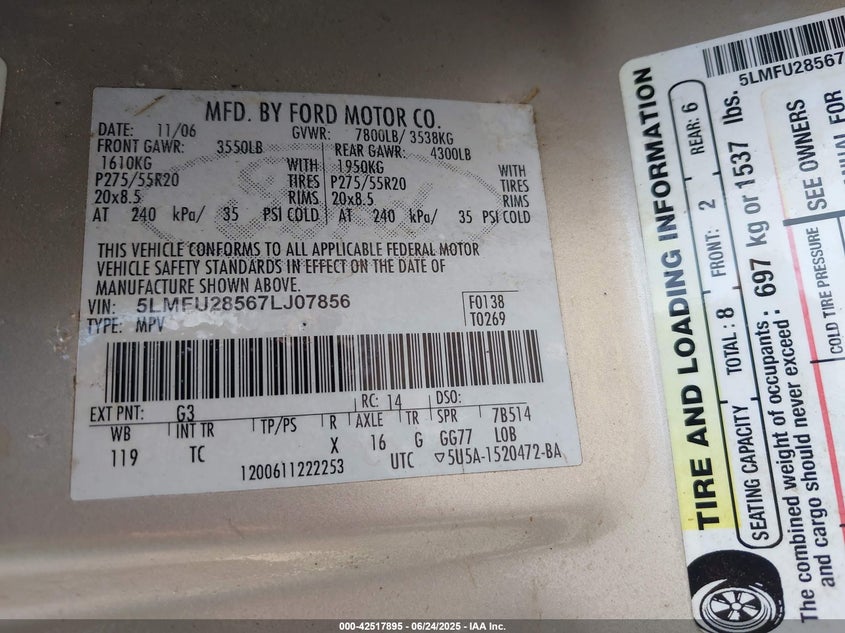 MFD. BY FORD MOTOR CO.
DATE: 11/06 GVWR: 7800LB/ 3538KG
FRONT GAWR: 3550LB REAR GAWR: 4300LB
1610KG WITH 1950KG WITH
P275/55R20 TIRES P275/55R20 TIRES
20x8.5 RIMS 20x8.5 RIMS
AT 240 kPa/ 35 PSI COLD AT 240 kPa/ 35 PSI COLD
THIS VEHICLE CONFORMS TO ALL APPLICABLE FEDERAL MOTOR
VEHICLE SAFETY STANDARDS IN EFFECT ON THE DATE OF
MANUFACTURE SHOWN ABOVE.
VIN: 5LMFU28567LJ07856 F0138
TYPE: MPV T0269
EXT PNT: G3 RC: 14 DSO:
WB INT TR TP/PS R AXLE TR SPR 7B514
119 TC X 16 G GG77 LOB
1200611222253 UTC ▽5U5A-1520472-BA
5LMFU28567
TIRE AND LOADING INFORMATION
SEATING CAPACITY TOTAL: 8 FRONT: 2 REAR: 6
The combined weight of occupants
and cargo should never exceed: 697 kg or 1537 lbs.
COLD TIRE PRESSURE
SEE OWNERS
MANUAL FOR
000-42517895 - 06/24/2025 - IAA Inc.